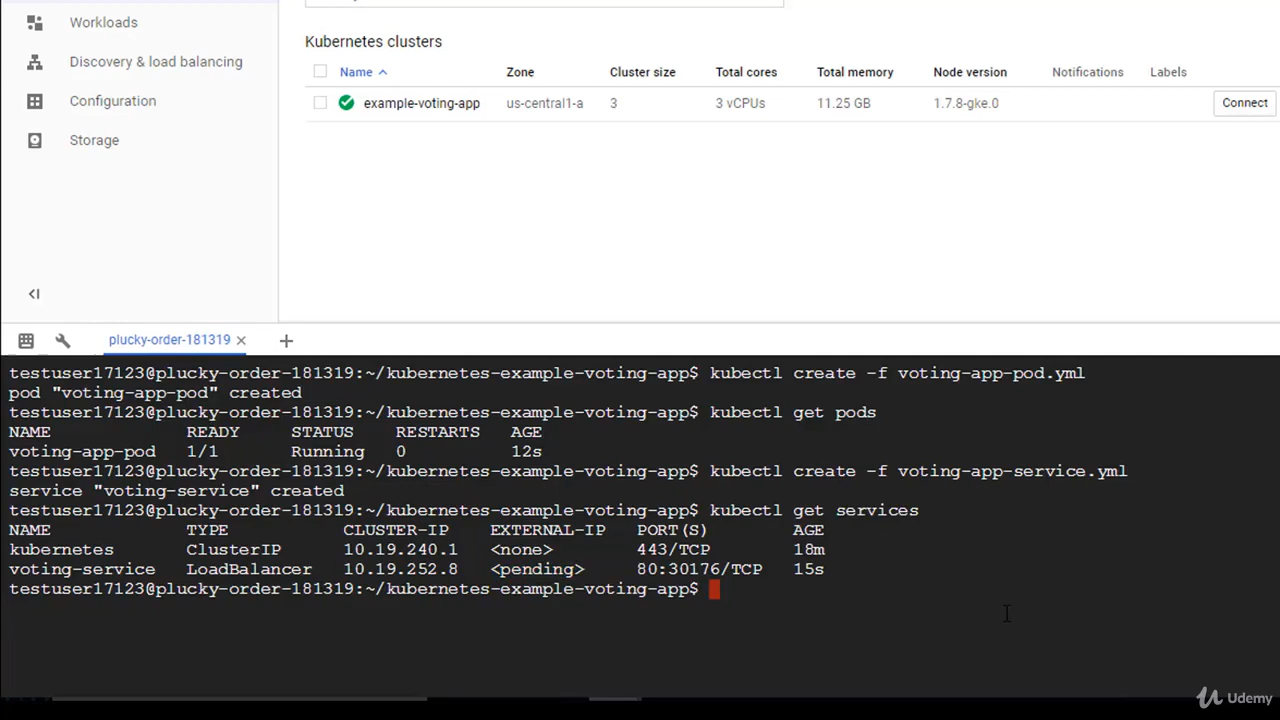 Workloads
Discovery & load balancing
Configuration
Storage
Kubernetes clusters
Name Zone Cluster size Total cores Total memory Node version Notifications Labels
example-voting-app us-central1-a 3 3 vCPUs 11.25 GB 1.7.8-gke.0 Connect
plucky-order-181319
testuser17123@plucky-order-181319:~/kubernetes-example-voting-app$ kubectl create -f voting-app-pod.yml
pod "voting-app-pod" created
testuser17123@plucky-order-181319:~/kubernetes-example-voting-app$ kubectl get pods
NAME READY STATUS RESTARTS AGE
voting-app-pod 1/1 Running 0 12s
testuser17123@plucky-order-181319:~/kubernetes-example-voting-app$ kubectl create -f voting-app-service.yml
service "voting-service" created
testuser17123@plucky-order-181319:~/kubernetes-example-voting-app$ kubectl get services
NAME TYPE CLUSTER-IP EXTERNAL-IP PORT(S) AGE
kubernetes ClusterIP 10.19.240.1 <none> 443/TCP 18m
voting-service LoadBalancer 10.19.252.8 <pending> 80:30176/TCP 15s
testuser17123@plucky-order-181319:~/kubernetes-example-voting-app$
Udemy